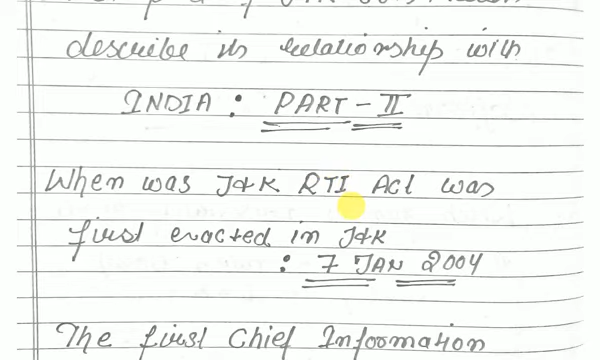 describe its relationship with
INDIA : PART - II
When was J&K RTI Act was
first enacted in J&K
: 7 JAN 2004
The first Chief Information